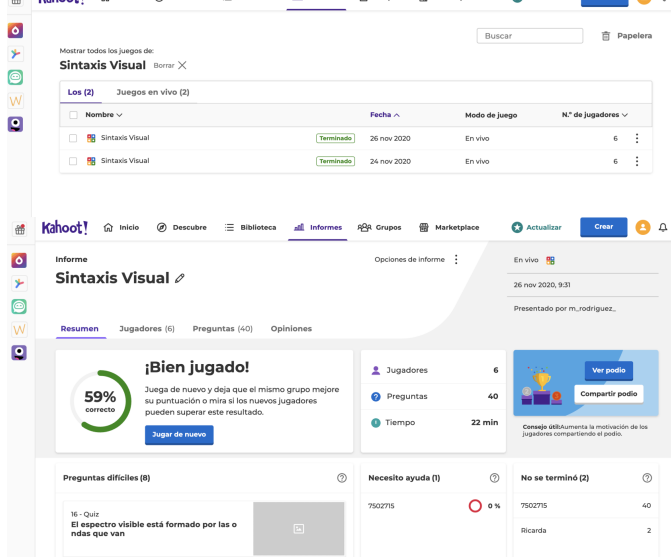 Kahoot!
Buscar
Papelera
Mostrar todos los juegos de:
Sintaxis Visual Borrar
Los (2) Juegos en vivo (2)
Nombre Fecha Modo de juego N.º de jugadores
Sintaxis Visual Terminado 26 nov 2020 En vivo 6
Sintaxis Visual Terminado 24 nov 2020 En vivo 6
Kahoot! Inicio Descubre Biblioteca Informes Grupos Marketplace Actualizar Crear
Informe
Opciones de informe
Sintaxis Visual
En vivo
26 nov 2020, 9:31
Presentado por m_rodriguez_
Resumen Jugadores (6) Preguntas (40) Opiniones
59%
correcto
¡Bien jugado!
Juega de nuevo y deja que el mismo grupo mejore
su puntuación o mira si los nuevos jugadores
pueden superar este resultado.
Jugar de nuevo
Jugadores 6
Preguntas 40
Tiempo 22 min
Ver podio
Compartir podio
Consejo útil:Aumenta la motivación de los
jugadores compartiendo el podio.
Preguntas difíciles (8)
16 - Quiz
El espectro visible está formado por las o
ndas que van
Necesito ayuda (1)
7502715 0 %
No se terminó (2)
7502715 40
Ricarda 2